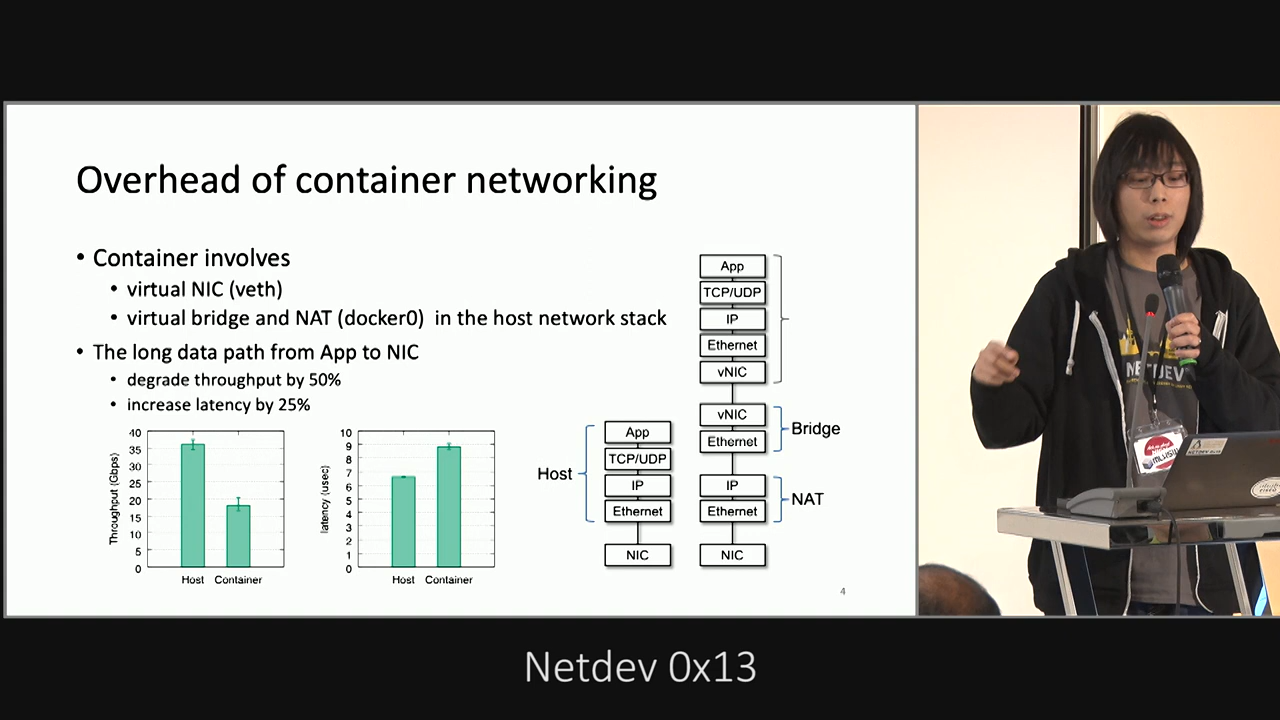 Overhead of container networking
• Container involves
• virtual NIC (veth)
• virtual bridge and NAT (docker0) in the host network stack
• The long data path from App to NIC
• degrade throughput by 50%
• increase latency by 25%
Throughput (Gbps)
40
35
30
25
20
15
10
5
0
Host Container
latency (usec)
10
9
8
7
6
5
4
3
2
1
0
Host Container
Host
App
TCP/UDP
IP
Ethernet
NIC
App
TCP/UDP
IP
Ethernet
vNIC
vNIC
Ethernet
Bridge
IP
Ethernet
NAT
NIC
4
NETDEV
CISCO
Netdev 0x13